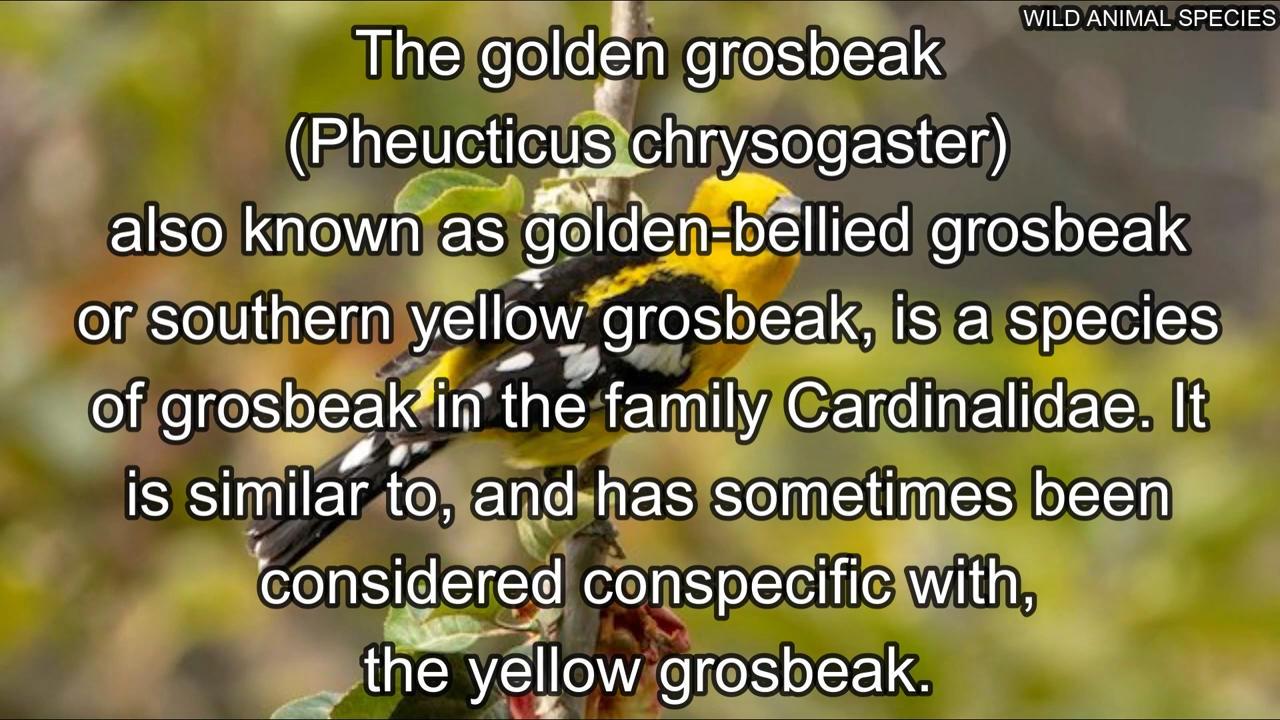 WILD ANIMAL SPECIES
The golden grosbeak
(Pheucticus chrysogaster)
also known as golden-bellied grosbeak
or southern yellow grosbeak, is a species
of grosbeak in the family Cardinalidae. It
is similar to, and has sometimes been
considered conspecific with,
the yellow grosbeak.